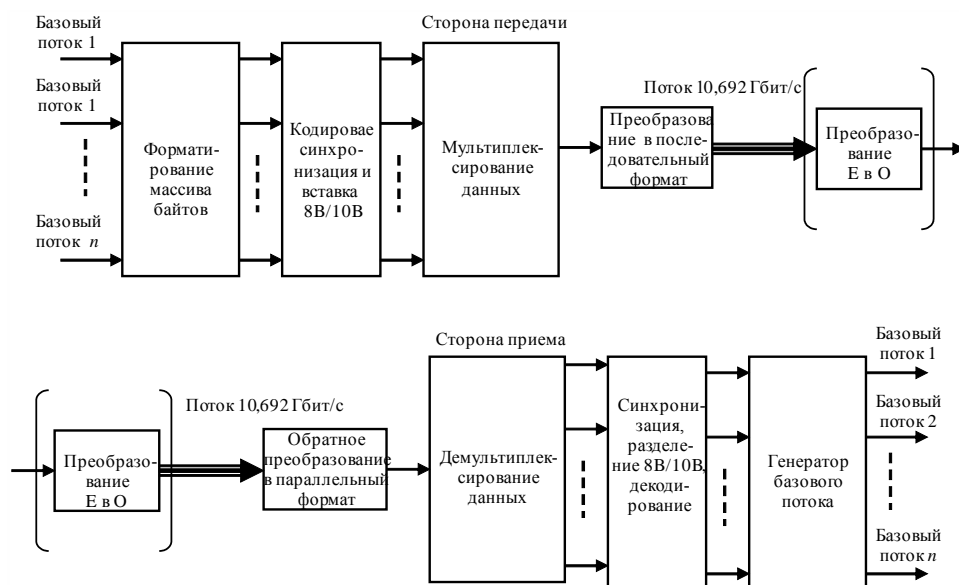 Базовый
поток 1
Сторона передачи
Базовый
поток 1
Форматирование
рование
массива
байтов
Кодировае
синхро-
низация и
вставка
8B/10B
Мультиплек-
сирование
данных
Поток 10,692 Гбит/с
Преобразова
ние в после-
довательный
формат
Преобразо-
вание
Е в О
Базовый
поток n
Сторона приема
Базовый
поток 1
Поток 10,692 Гбит/с
Базовый
поток 2
Преобразо-
вание
Е в О
Обратное
преобразование
в параллельный
формат
Демультиплек-
сирование
данных
Синхрони-
зация,
разделение
8B/10B,
декоди-
рование
Генератор
базового
потока
Базовый
поток n